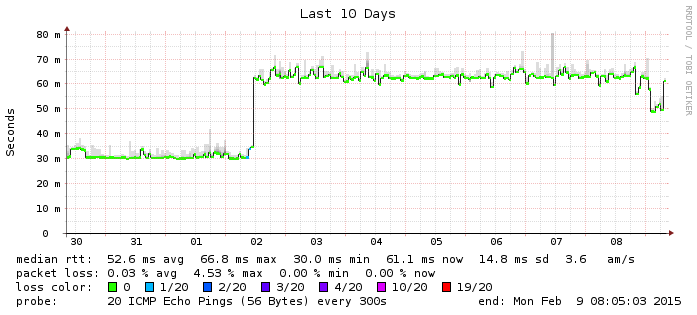 Last 10 Days
RRDTOOL / TOBI OETIKER
Seconds
80 m
70 m
60 m
50 m
40 m
30 m
20 m
10 m
0
30 31 01 02 03 04 05 06 07 08
median rtt: 52.6 ms avg 66.8 ms max 30.0 ms min 61.1 ms now 14.8 ms sd 3.6 am/s
packet loss: 0.03 % avg 4.53 % max 0.00 % min 0.00 % now
loss color: 0 1/20 2/20 3/20 4/20 10/20 19/20
probe: 20 ICMP Echo Pings (56 Bytes) every 300s end: Mon Feb 9 08:05:03 2015